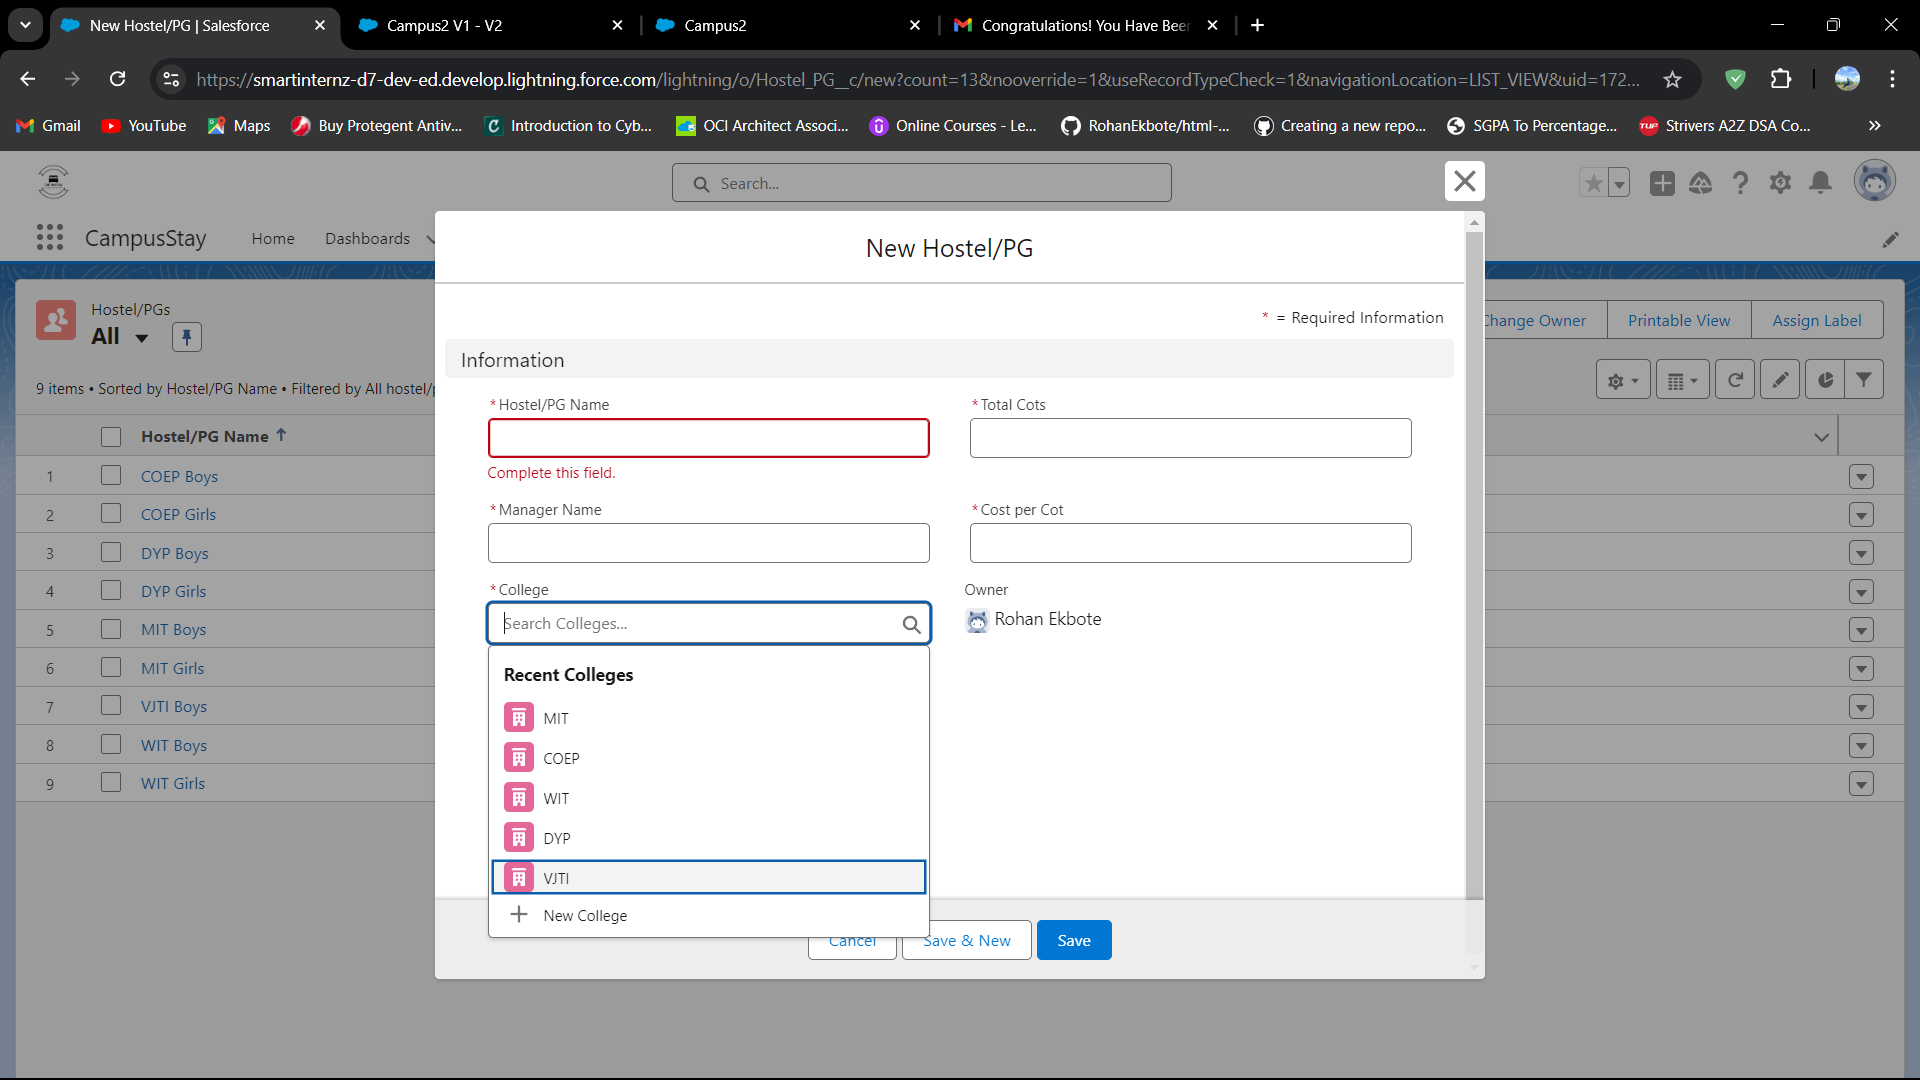 New Hostel/PG | Salesforce
Campus2 V1 - V2
Campus2
Congratulations! You Have Beer
https://smartinternz-d7-dev-ed.develop.lightning.force.com/lightning/o/Hostel_PG__c/new?count=13&nooverride=1&useRecordTypeCheck=1&navigationLocation=LIST_VIEW&uid=172...
Gmail
YouTube
Maps
Buy Protegent Antiv...
Introduction to Cyb...
OCI Architect Associ...
Online Courses - Le...
RohanEkbote/html-...
Creating a new repo...
SGPA To Percentage...
Strivers A2Z DSA Co...
Search...
CampusStay
Home
Dashboards
New Hostel/PG
Hostel/PGs
All
Change Owner
Printable View
Assign Label
* = Required Information
Information
9 items • Sorted by Hostel/PG Name • Filtered by All hostel/p
Hostel/PG Name
1 COEP Boys
2 COEP Girls
3 DYP Boys
4 DYP Girls
5 MIT Boys
6 MIT Girls
7 VJTI Boys
8 WIT Boys
9 WIT Girls
* Hostel/PG Name
Complete this field.
* Total Cots
* Manager Name
* Cost per Cot
* College
Search Colleges...
Owner
Rohan Ekbote
Recent Colleges
MIT
COEP
WIT
DYP
VJTI
New College
Cancel
Save & New
Save